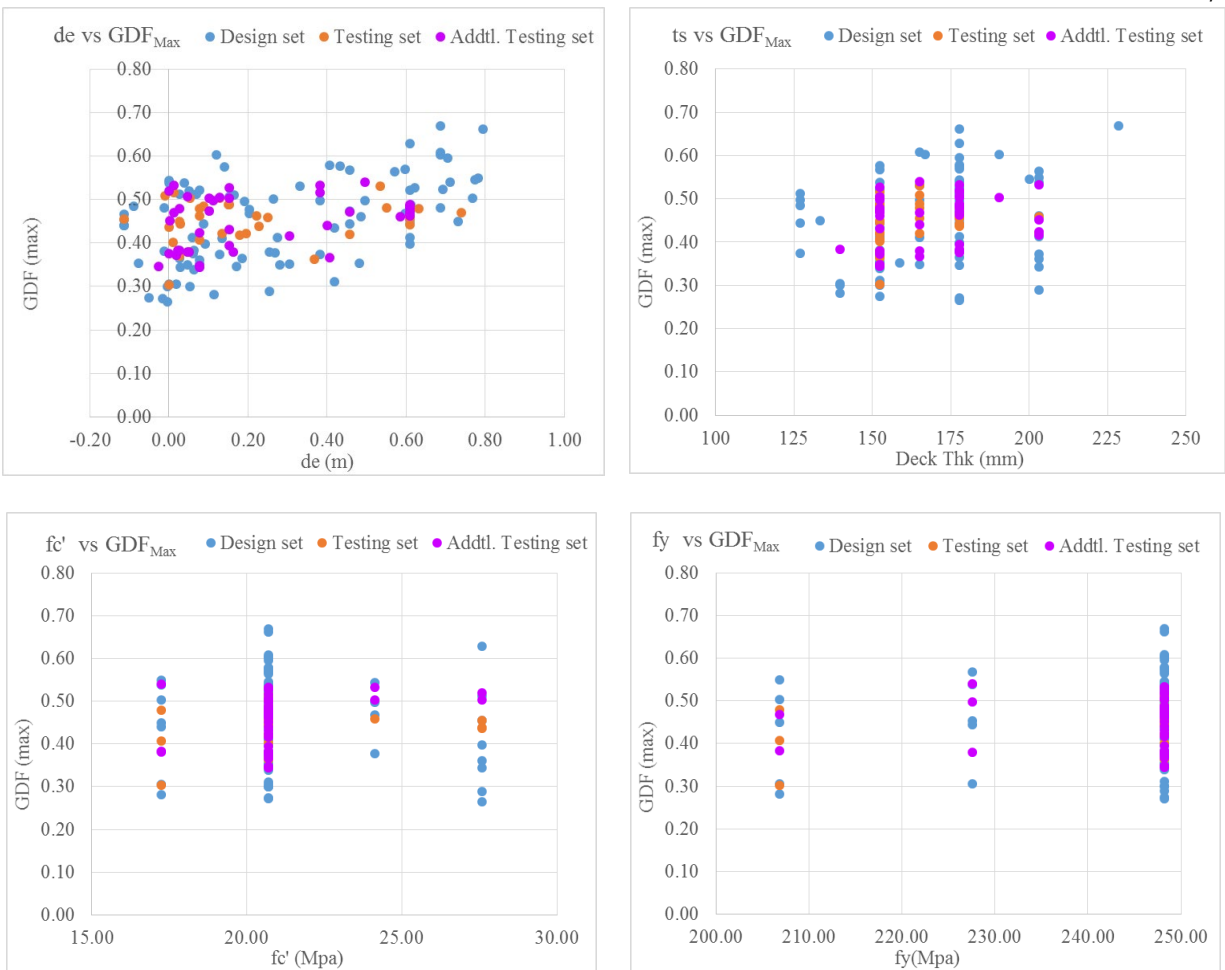 de vs GDFMax Design set Testing set Addtl. Testing set
0.80
0.70
0.60
0.50
0.40
0.30
0.20
0.10
0.00
-0.20 0.00 0.20 0.40 0.60 0.80 1.00
de (m)
GDF (max)
ts vs GDFMax Design set Testing set Addtl. Testing set
0.80
0.70
0.60
0.50
0.40
0.30
0.20
0.10
0.00
100 125 150 175 200 225 250
Deck Thk (mm)
GDF (max)
fc' vs GDFMax Design set Testing set Addtl. Testing set
0.80
0.70
0.60
0.50
0.40
0.30
0.20
0.10
0.00
15.00 20.00 25.00 30.00
fc' (Mpa)
GDF (max)
fy vs GDFMax Design set Testing set Addtl. Testing set
0.80
0.70
0.60
0.50
0.40
0.30
0.20
0.10
0.00
200.00 210.00 220.00 230.00 240.00 250.00
fy(Mpa)
GDF (max)